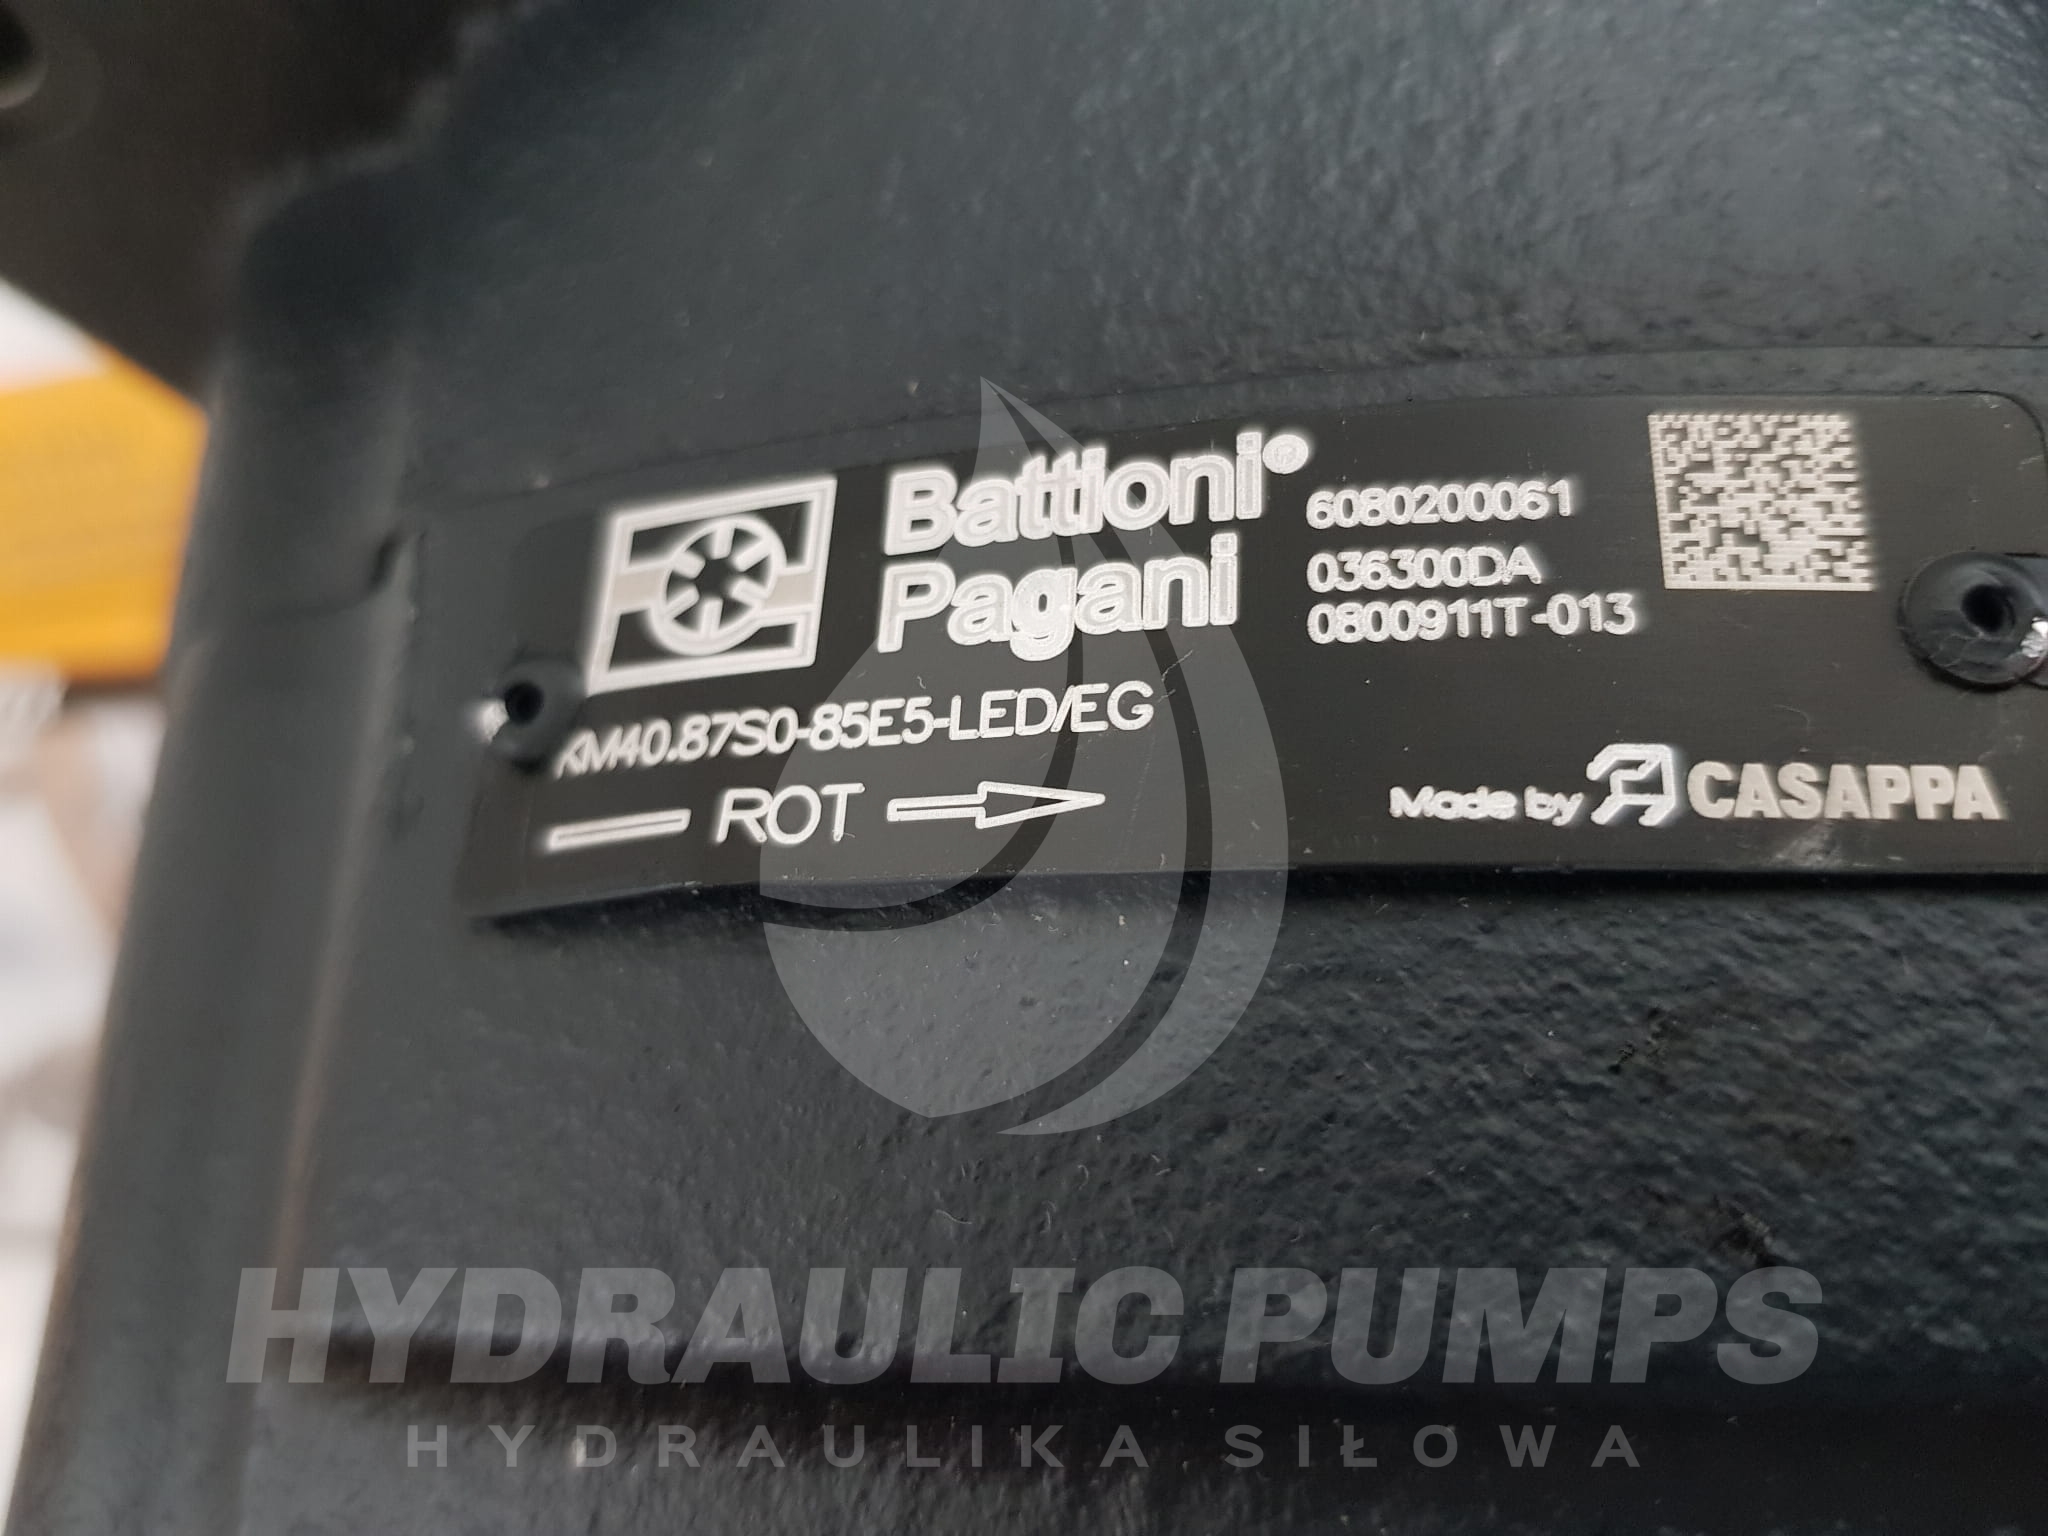 Battioni®
Pagani
6080200061
036300DA
0800911T-013
KM40.87S0-85E5-LED/EG
ROT
Made by CASAPPA
HYDRAULIC PUMPS
HYDRAULIKA SIŁOWA